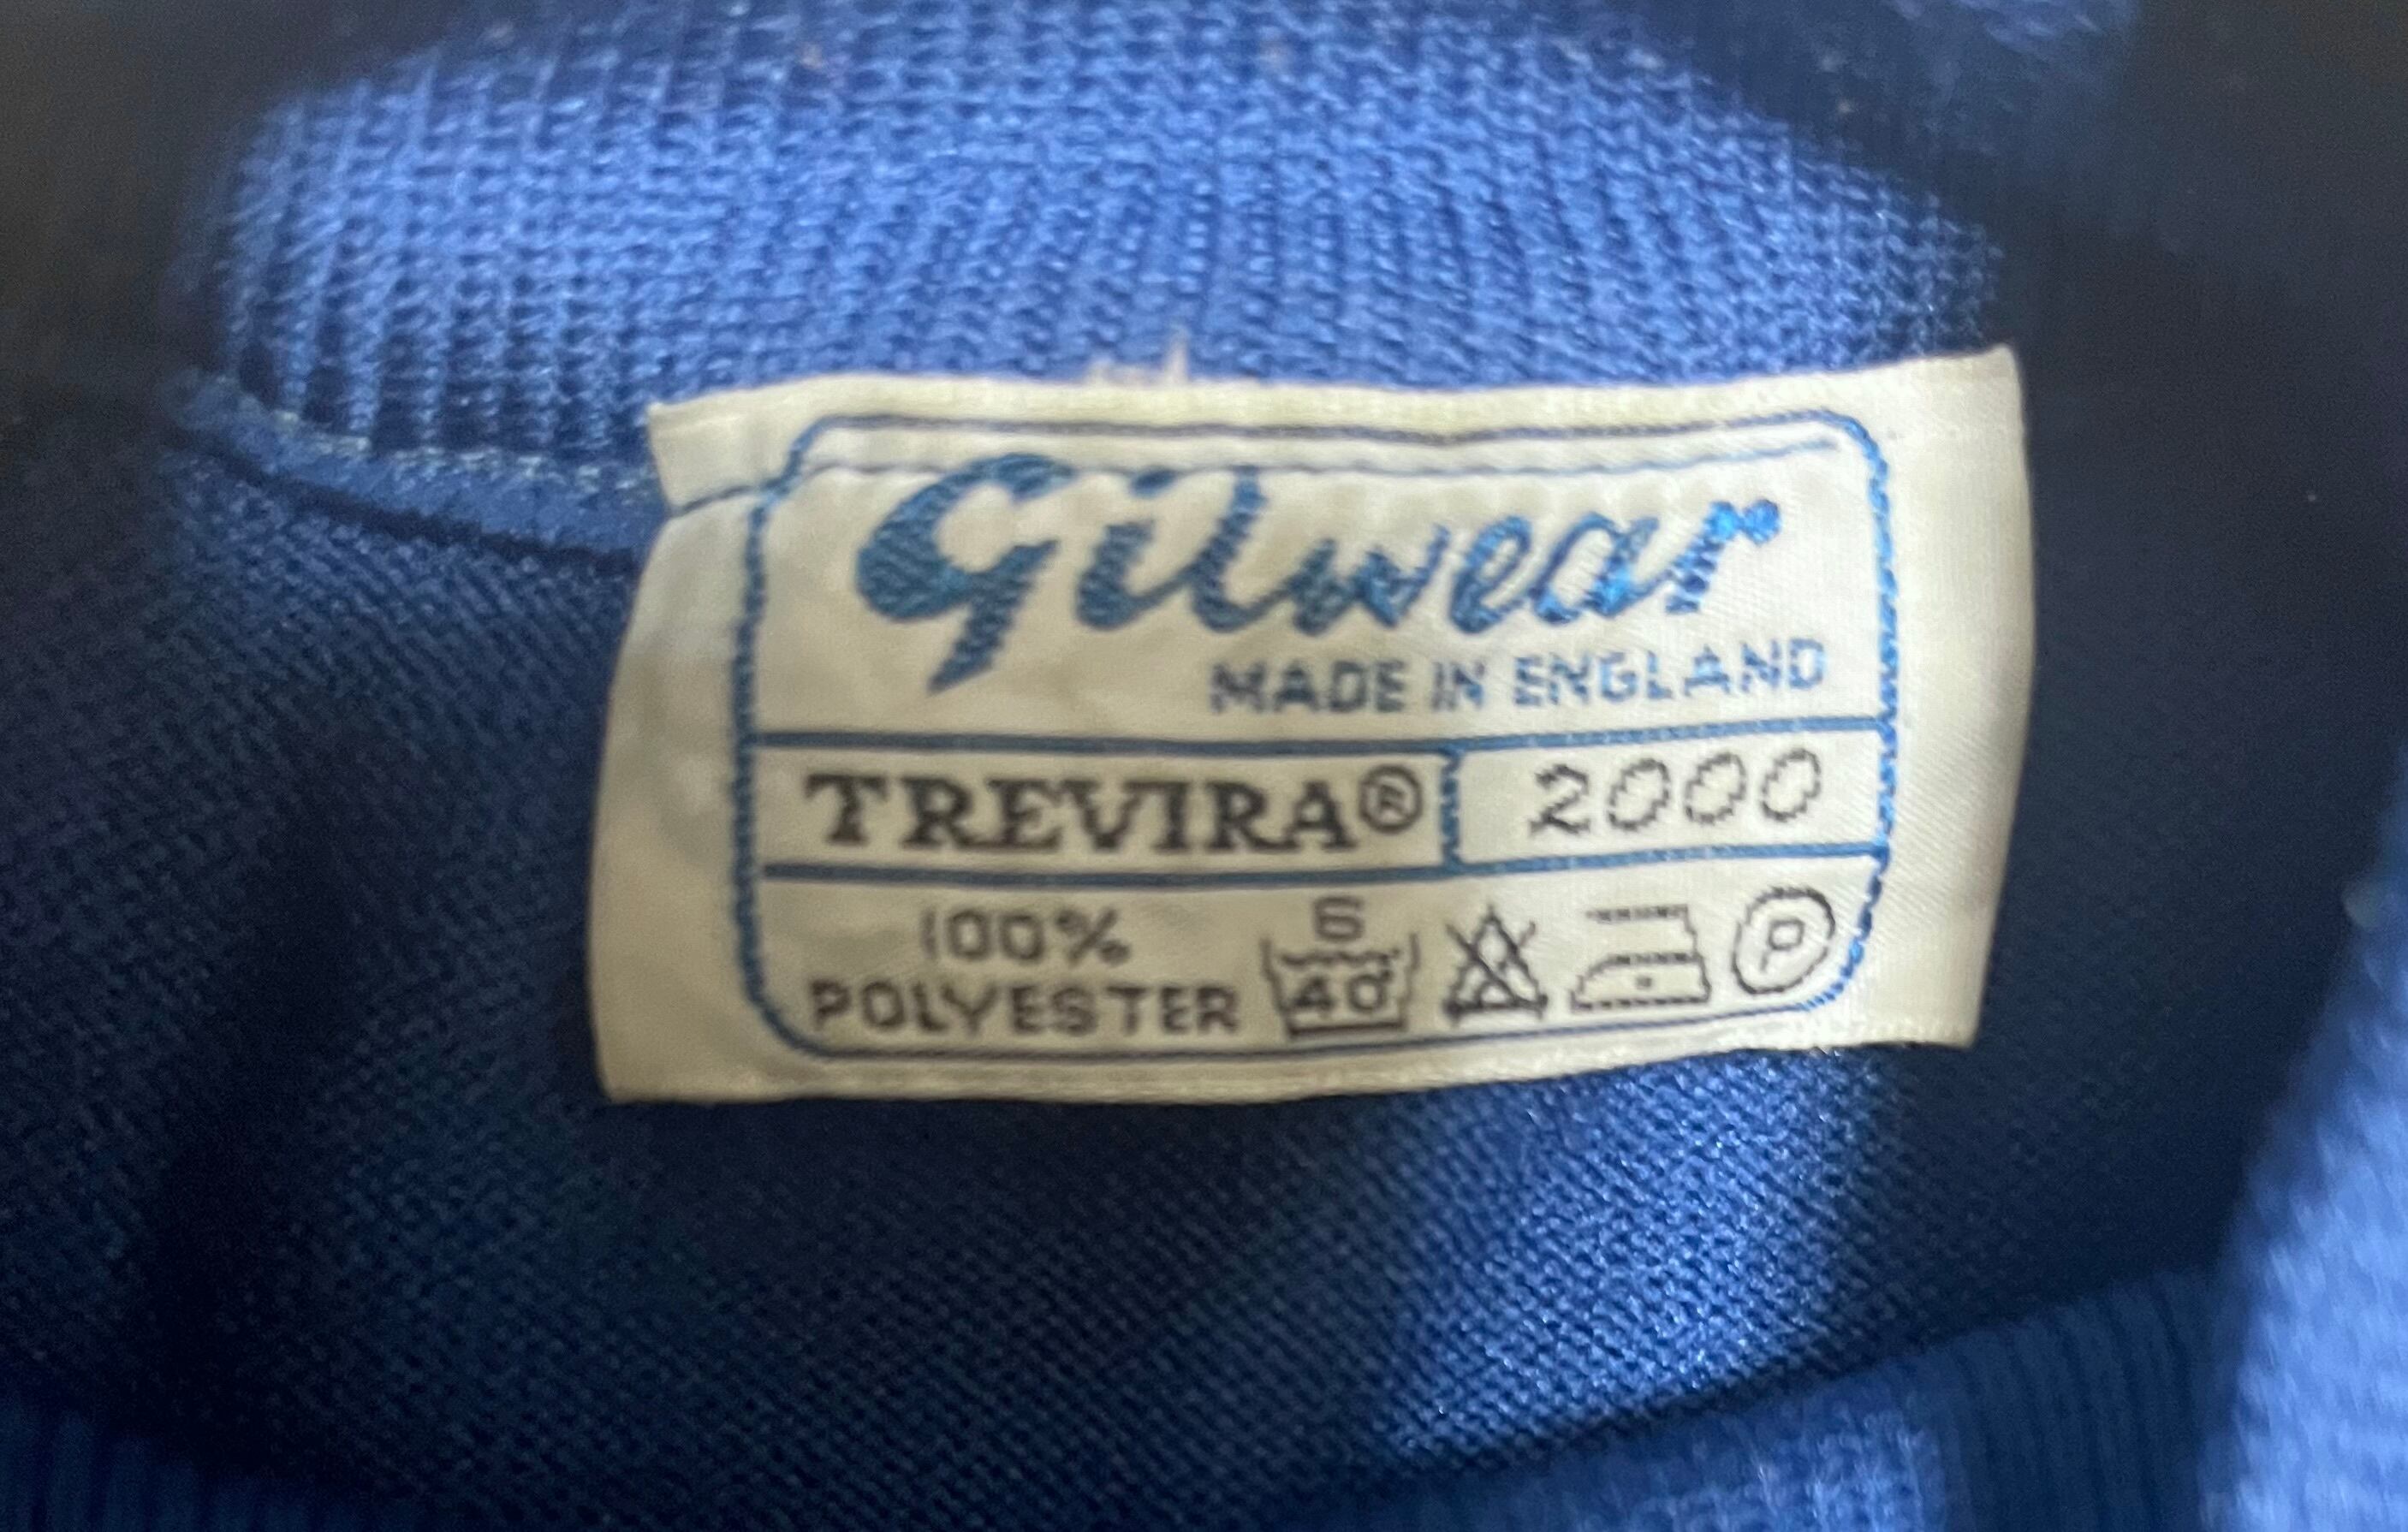 Gilwear
MADE IN ENGLAND
TREVIRA® 2000
100%
POLYESTER
6
40°
P